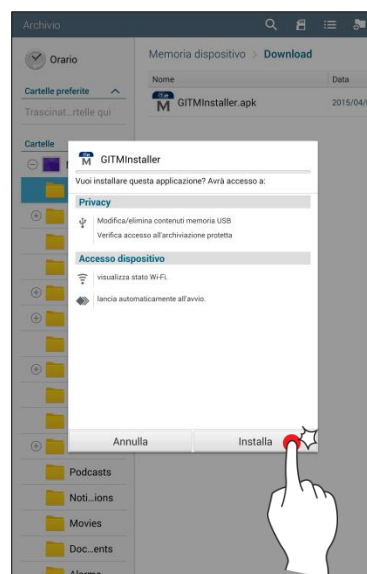 Archivio
Orario
Memoria dispositivo > Download
Nome
Data
Cartelle preferite
GITMInstaller.apk
2015/04/
Trascinat...rtelle qui
Cartelle
M
GITMInstaller
Vuoi installare questa applicazione? Avrà accesso a:
Privacy
Modifica/elimina contenuti memoria USB
Verifica accesso all'archiviazione protetta
Accesso dispositivo
visualizza stato Wi-Fi.
lancia automaticamente all'avvio.
Annulla
Installa
Podcasts
Noti...ions
Movies
Doc...ents
Alarms